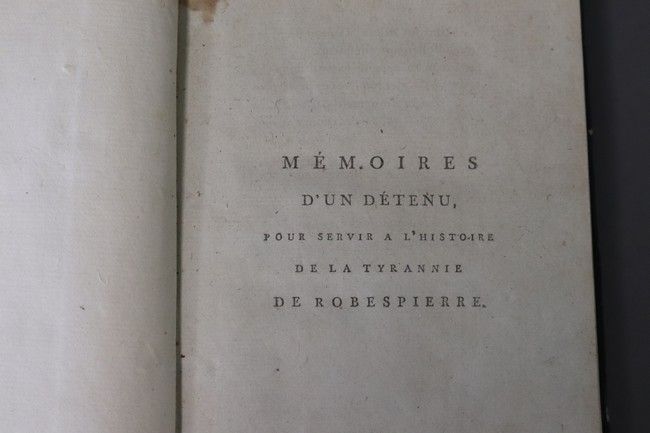 MÉMOIRES
D'UN DÉTENU,
POUR SERVIR A L'HISTOIRE
DE LA TYRANNIE
DE ROBESPIERRE.